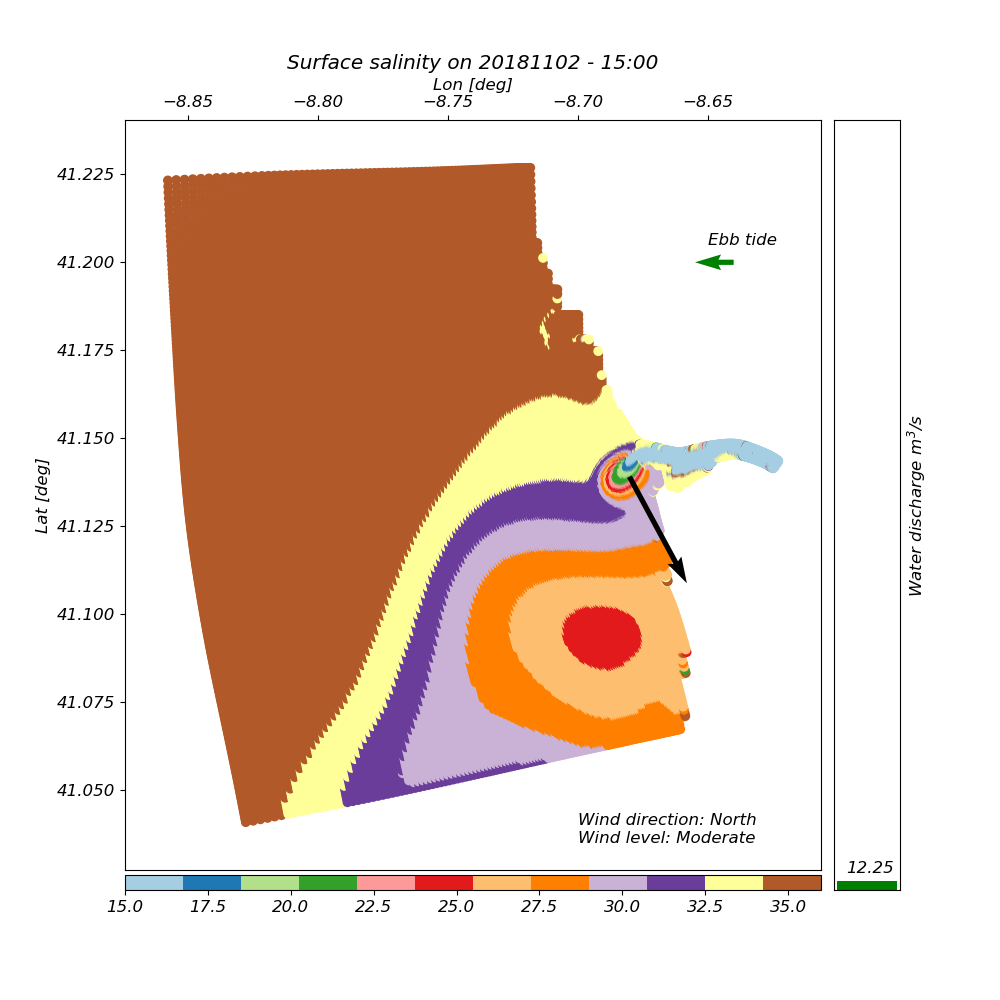 Surface salinity on 20181102 - 15:00
Lon [deg]
−8.85 −8.80 −8.75 −8.70 −8.65
41.225
41.200
41.175
41.150
41.125
41.100
41.075
41.050
Lat [deg]
Ebb tide
Wind direction: North
Wind level: Moderate
15.0 17.5 20.0 22.5 25.0 27.5 30.0 32.5 35.0
12.25
Water discharge m³/s